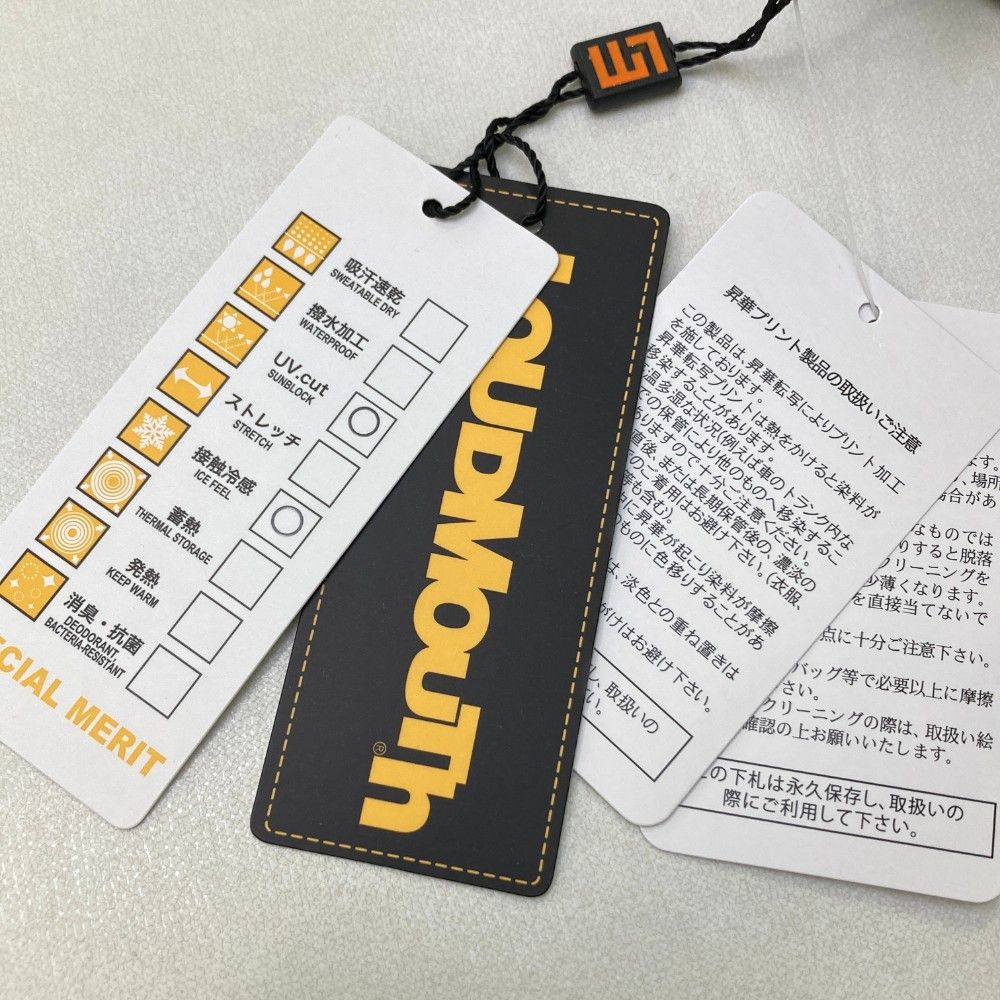 吸汗速乾
SWEATABLE DRY
撥水加工
WATERPROOF
UV.cut
SUNBLOCK
ストレッチ
STRETCH
接触冷感
ICE FEEL
蓄熱
THERMAL STORAGE
発熱
KEEP WARM
消臭・抗菌
DEODORANT,
BACTERIA-RESISTANT
MERIT
LOUDMOUTH®
昇華プリント製品の取扱いご注意
この製品は、昇華転写によりプリント加工
を施しております。
昇華転写プリントは熱をかけると染料が
移染することがあります。
温多湿な状況(例えば車のトランク内な
での保管により他のものへ移染するこ
ありますので十分ご注意ください。
直後、または長期保管後の、濃淡の
のご着用はお避け下さい。(衣服、
も含む)。
に昇華が起こり染料が摩擦
ものに色移りすることがあ
は、淡色との重ね置きは
がけはお避け下さい。
し、取扱いの
い。
ます。
、場所
場合があ
なものでは
りすると脱落
クリーニングを
少薄くなります。
を直接当てないで
点に十分ご注意下さい。
バッグ等で必要以上に摩擦
さい。
クリーニングの際は、取扱い絵
確認の上お願いいたします。
の下札は永久保存し、取扱いの
際にご利用して下さい。